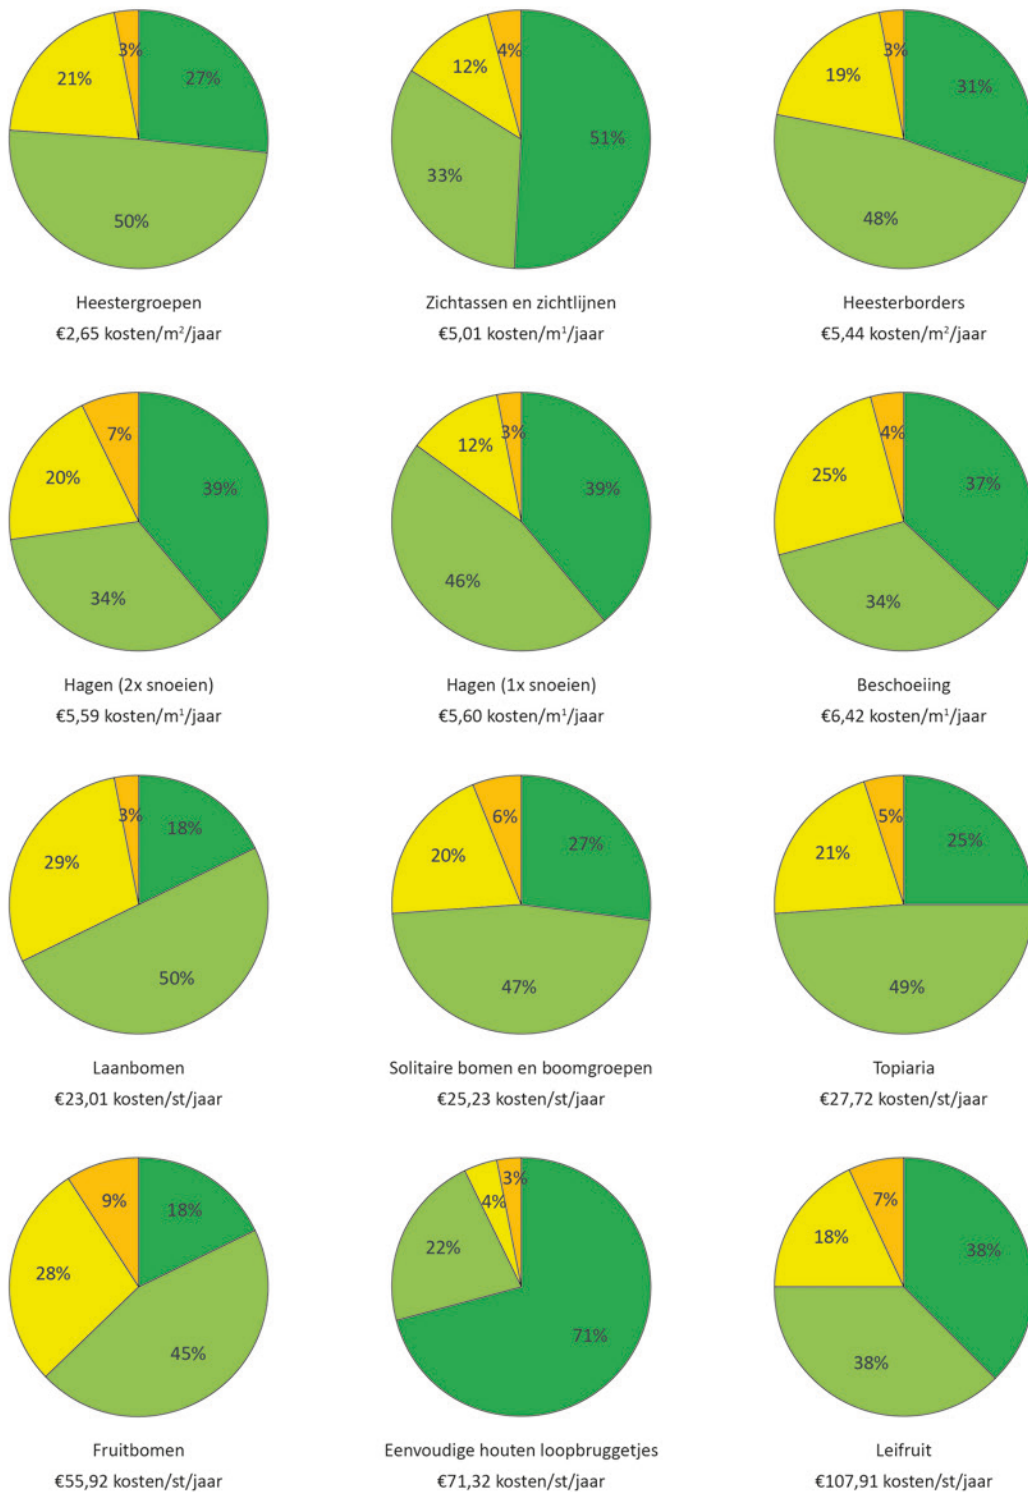 3%
27%
21%
50%
Heestergroepen
€2,65 kosten/m²/jaar
4%
12%
51%
33%
Zichtassen en zichtlijnen
€5,01 kosten/m¹/jaar
3%
31%
19%
48%
Heesterborders
€5,44 kosten/m²/jaar
7%
39%
20%
34%
Hagen (2x snoeien)
€5,59 kosten/m¹/jaar
3%
12%
39%
46%
Hagen (1x snoeien)
€5,60 kosten/m¹/jaar
4%
25%
37%
34%
Beschoeiing
€6,42 kosten/m¹/jaar
3%
18%
29%
50%
Laanbomen
€23,01 kosten/st/jaar
6%
27%
20%
47%
Solitaire bomen en boomgroepen
€25,23 kosten/st/jaar
5%
25%
21%
49%
Topiaria
€27,72 kosten/st/jaar
9%
18%
28%
45%
Fruitbomen
€55,92 kosten/st/jaar
3%
4%
22%
71%
Eenvoudige houten loopbruggetjes
€71,32 kosten/st/jaar
7%
18%
38%
38%
Leifruit
€107,91 kosten/st/jaar